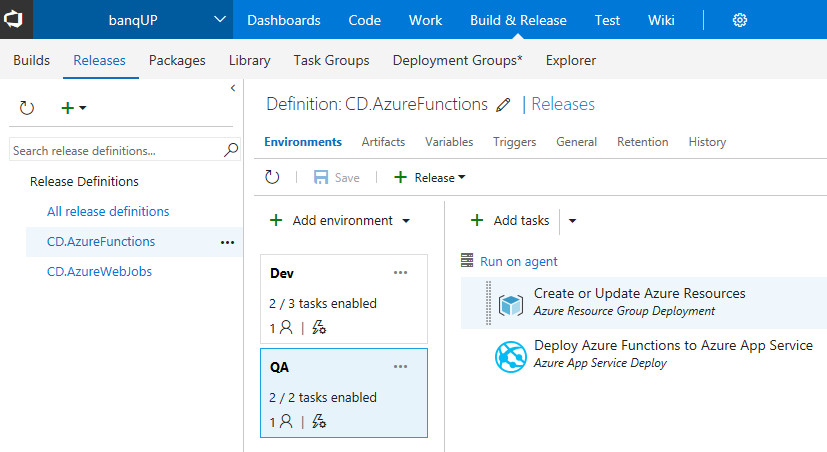 banqUP Dashboards Code Work Build & Release Test Wiki
Builds Releases Packages Library Task Groups Deployment Groups* Explorer
Search release definitions...
Release Definitions
All release definitions
CD.AzureFunctions
CD.AzureWebJobs
Definition: CD.AzureFunctions | Releases
Environments Artifacts Variables Triggers General Retention History
Save Release
Add environment
Dev
2 / 3 tasks enabled
1
QA
2 / 2 tasks enabled
1
Add tasks
Run on agent
Create or Update Azure Resources
Azure Resource Group Deployment
Deploy Azure Functions to Azure App Service
Azure App Service Deploy